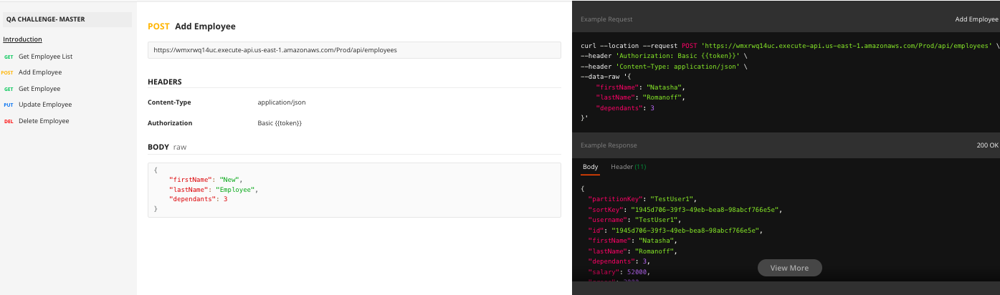 QA CHALLENGE- MASTER
Introduction
GET Get Employee List
POST Add Employee
GET Get Employee
PUT Update Employee
DEL Delete Employee
POST Add Employee
https://wmxrwq14uc.execute-api.us-east-1.amazonaws.com/Prod/api/employees
HEADERS
Content-Type application/json
Authorization Basic {{token}}
BODY raw
{
"firstName": "New",
"lastName": "Employee",
"dependants": 3
}
Example Request Add Employee
curl --location --request POST 'https://wmxrwq14uc.execute-api.us-east-1.amazonaws.com/Prod/api/employees' \
--header 'Authorization: Basic {{token}}' \
--header 'Content-Type: application/json' \
--data-raw '{
"firstName": "Natasha",
"lastName": "Romanoff",
"dependants": 3
}'
Example Response 200 OK
Body Header (11)
{
"partitionKey": "TestUser1",
"sortKey": "1945d706-39f3-49eb-bea8-98abcf766e5e",
"username": "TestUser1",
"id": "1945d706-39f3-49eb-bea8-98abcf766e5e",
"firstName": "Natasha",
"lastName": "Romanoff",
"dependants": 3,
"salary": 52000,
View More